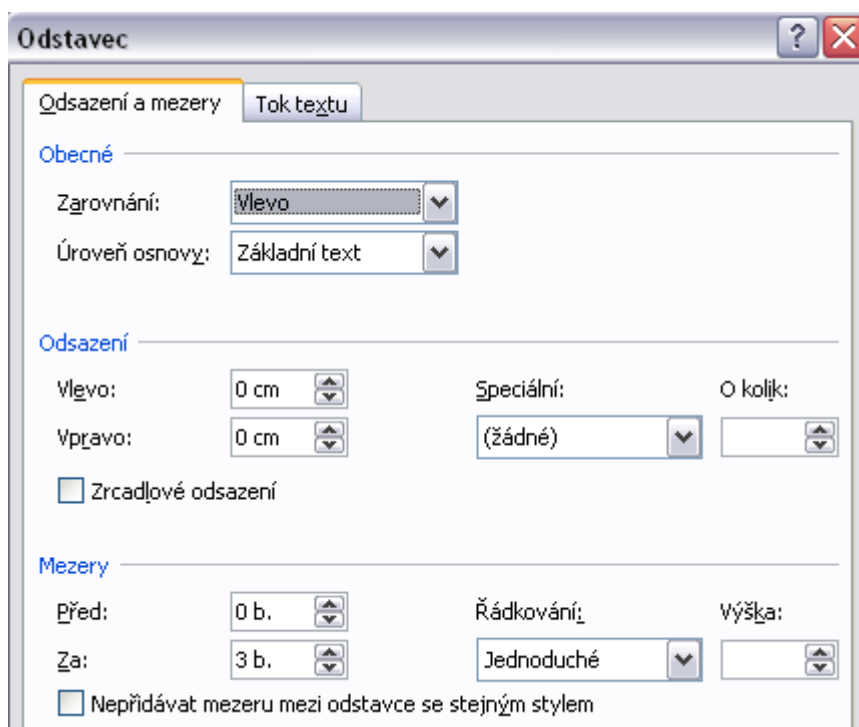 Odstavec
Odsazení a mezery Tok textu
Obecné
Zarovnání: Vlevo
Úroveň osnovy: Základní text
Odsazení
Vlevo: 0 cm Speciální: O kolik:
Vpravo: 0 cm (žádné)
Zrcadlové odsazení
Mezery
Před: 0 b. Řádkování: Výška:
Za: 3 b. Jednoduché
Nepřidávat mezeru mezi odstavce se stejným stylem